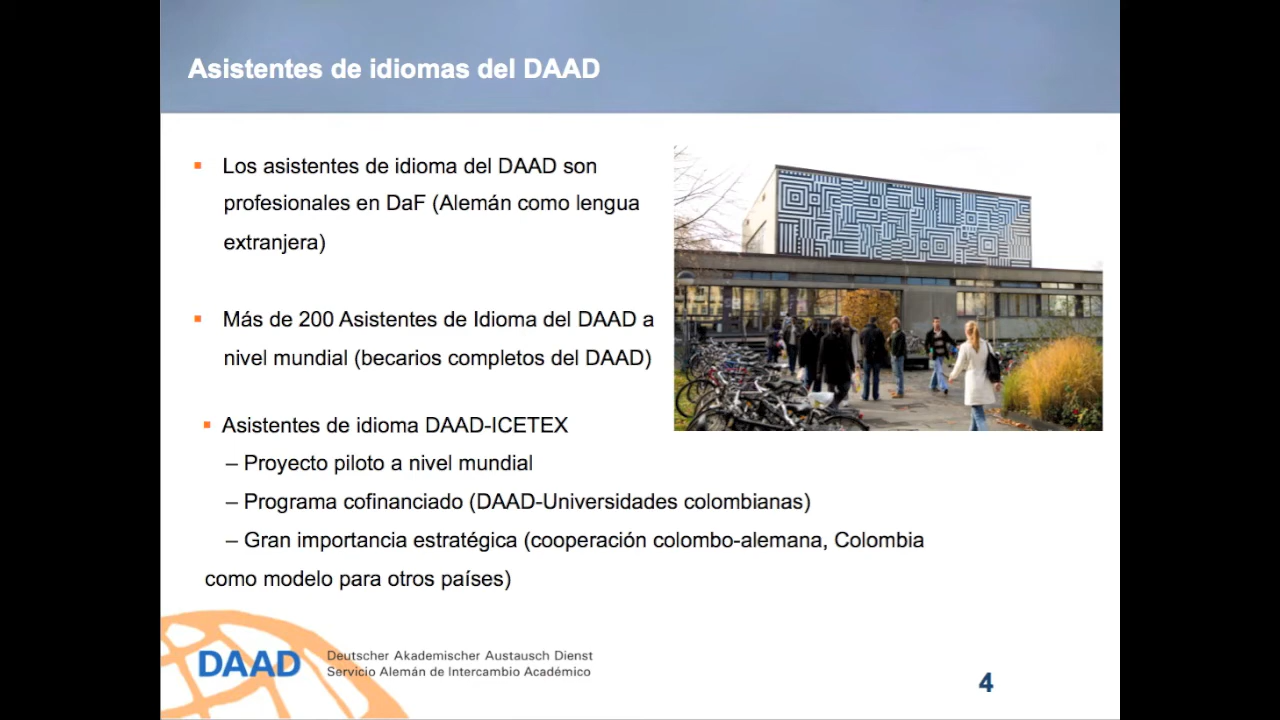 Asistentes de idiomas del DAAD
Los asistentes de idioma del DAAD son
profesionales en DaF (Alemán como lengua
extranjera)
Más de 200 Asistentes de Idioma del DAAD a
nivel mundial (becarios completos del DAAD)
Asistentes de idioma DAAD-ICETEX
– Proyecto piloto a nivel mundial
– Programa cofinanciado (DAAD-Universidades colombianas)
– Gran importancia estratégica (cooperación colombo-alemana, Colombia
como modelo para otros países)
DAAD
Deutscher Akademischer Austausch Dienst
Servicio Alemán de Intercambio Académico
4